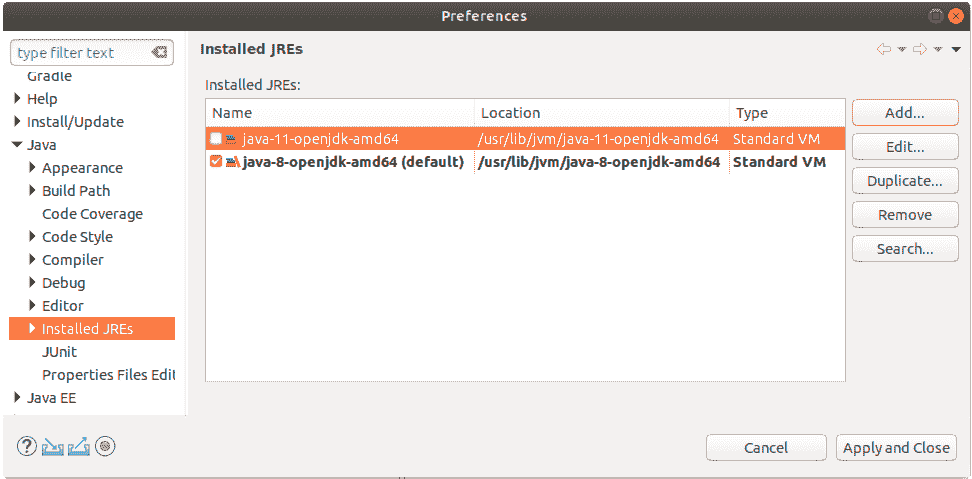 Preferences
type filter text
Gradle
Help
Install/Update
Java
Appearance
Build Path
Code Coverage
Code Style
Compiler
Debug
Editor
Installed JREs
JUnit
Properties Files Edit
Java EE
Installed JREs
Installed JREs:
Name Location Type
java-11-openjdk-amd64 /usr/lib/jvm/java-11-openjdk-amd64 Standard VM
java-8-openjdk-amd64 (default) /usr/lib/jvm/java-8-openjdk-amd64 Standard VM
Add...
Edit...
Duplicate...
Remove
Search...
Cancel
Apply and Close